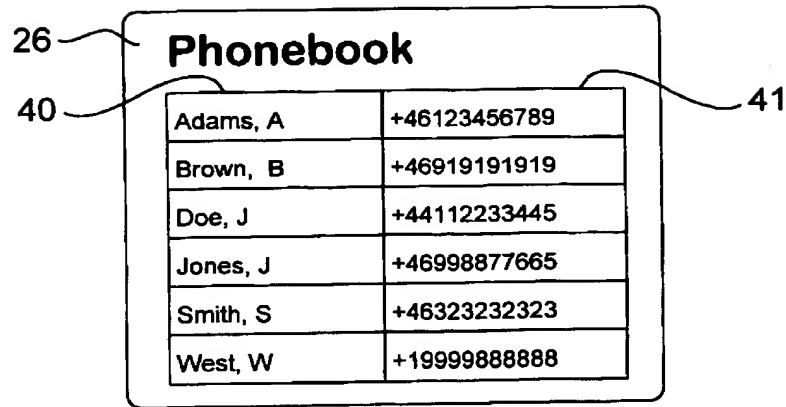 26 Phonebook
40 41
Adams, A +46123456789
Brown, B +46919191919
Doe, J +44112233445
Jones, J +46998877665
Smith, S +46323232323
West, W +19999888888